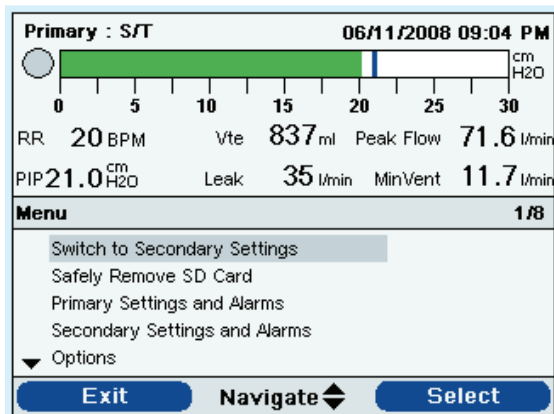 Primary : S/T 06/11/2008 09:04 PM
cm
H2O
0 5 10 15 20 25 30
RR 20 BPM Vte 837 ml Peak Flow 71.6 l/min
PIP 21.0 cm H2O Leak 35 l/min MinVent 11.7 l/min
Menu 1/8
Switch to Secondary Settings
Safely Remove SD Card
Primary Settings and Alarms
Secondary Settings and Alarms
Options
Exit Navigate Select